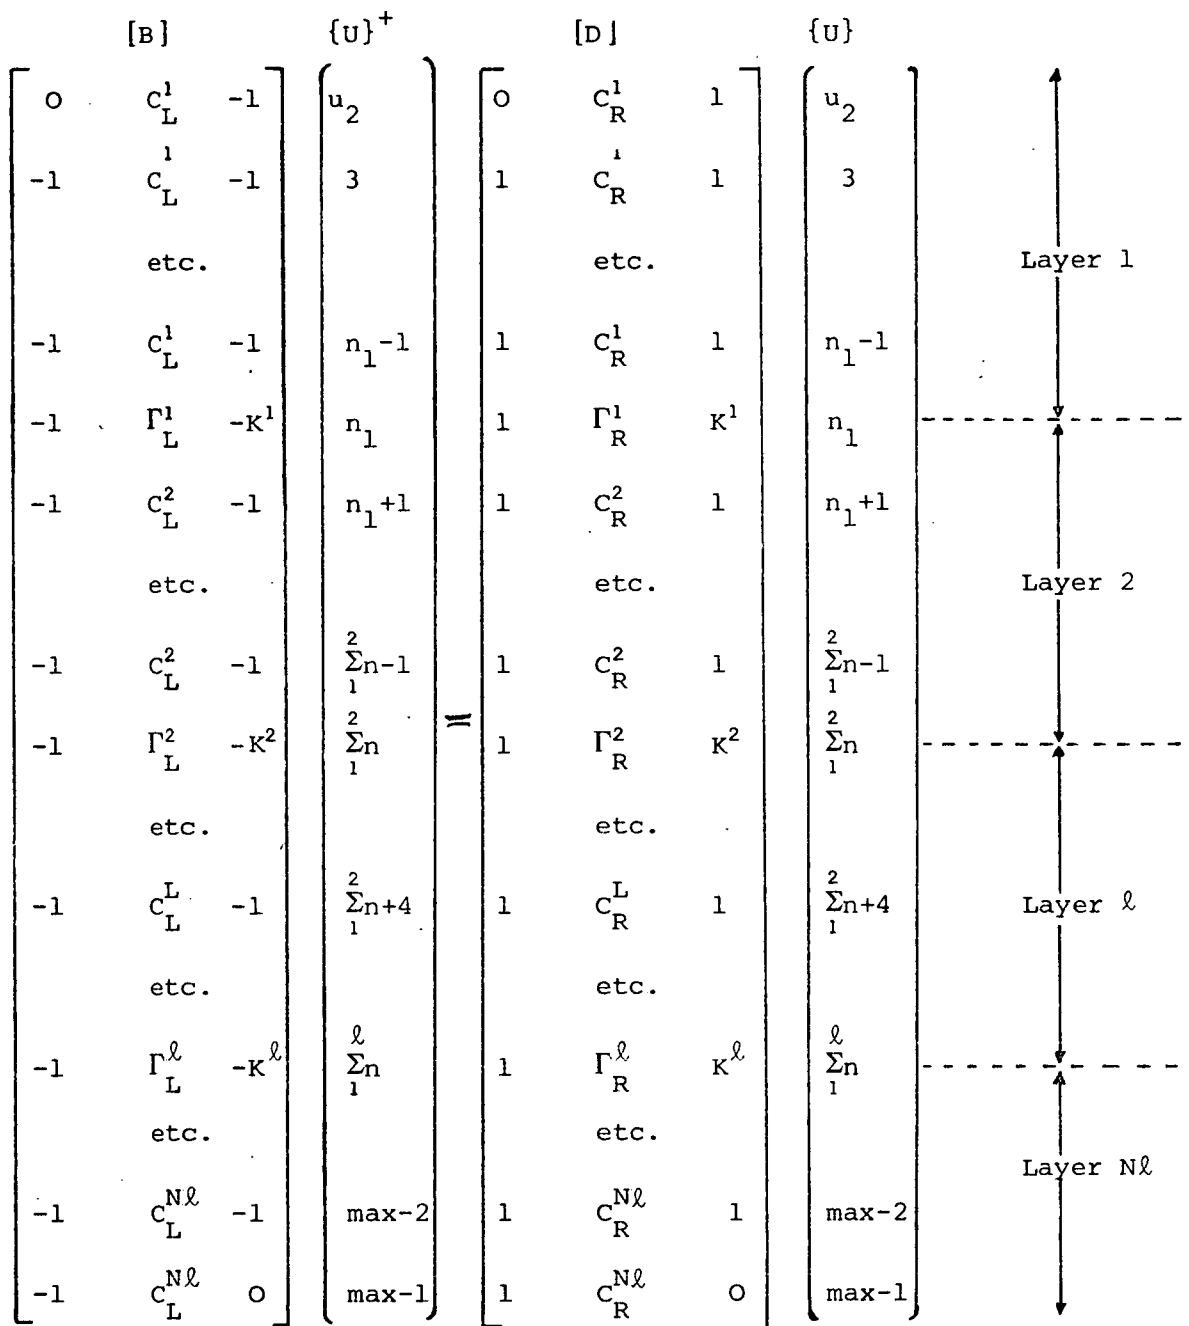 [B] {U}⁺ [D] {U}
0 C_L^1 -1 u_2 0 C_R^1 1 u_2
-1 C_L^1 -1 3 1 C_R^1 1 3
etc. etc. Layer 1
-1 C_L^1 -1 n_1-1 1 C_R^1 1 n_1-1
-1 Γ_L^1 -K^1 n_1 1 Γ_R^1 K^1 n_1
-1 C_L^2 -1 n_1+1 1 C_R^2 1 n_1+1
etc. etc. Layer 2
-1 C_L^2 -1 Σ_1^2 n-1 1 C_R^2 1 Σ_1^2 n-1
=
-1 Γ_L^2 -K^2 Σ_1^2 n 1 Γ_R^2 K^2 Σ_1^2 n
etc. etc.
-1 C_L^L -1 Σ_1^2 n+4 1 C_R^L 1 Σ_1^2 n+4 Layer ℓ
etc. etc.
-1 Γ_L^ℓ -K^ℓ Σ_1^ℓ n 1 Γ_R^ℓ K^ℓ Σ_1^ℓ n
etc. etc.
Layer Nℓ
-1 C_L^{Nℓ} -1 max-2 1 C_R^{Nℓ} 1 max-2
-1 C_L^{Nℓ} 0 max-1 1 C_R^{Nℓ} 0 max-1